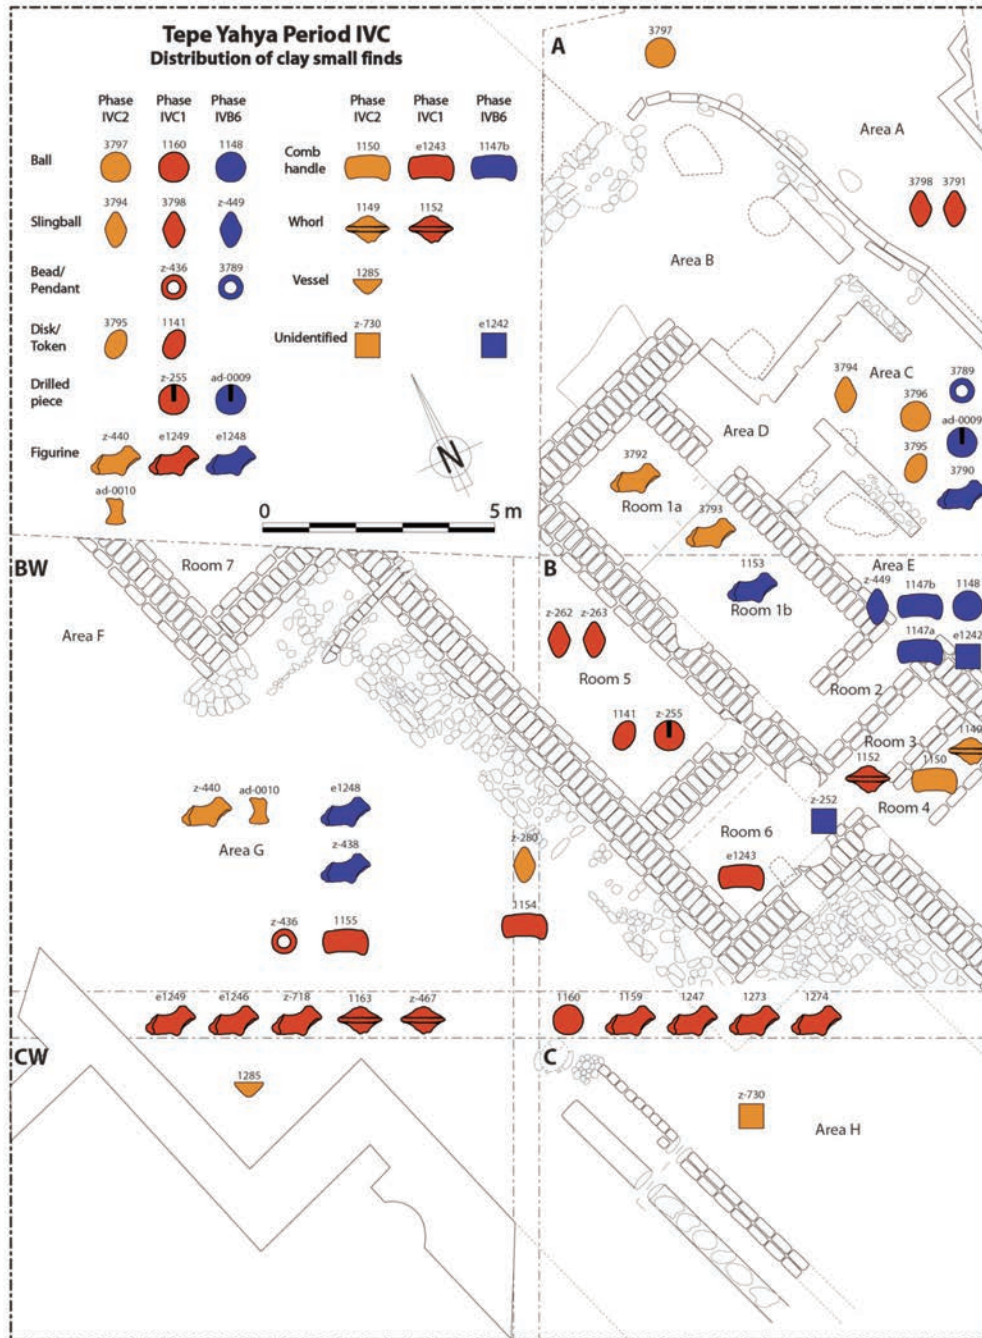 Tepe Yahya Period IVC
Distribution of clay small finds
Phase IVC2 Phase IVC1 Phase IVB6
Phase IVC2 Phase IVC1 Phase IVB6
Ball 3797 1160 1148
Slingball 3794 3798 z-449
Bead/ Pendant z-436 3789
Disk/ Token 3795 1141
Drilled piece z-255 ad-0009
Figurine z-440 e1249 e1248
ad-0010
Comb handle 1150 e1243 1147b
Whorl 1149 1152
Vessel 1285
Unidentified z-730 e1242
N
0 5 m
A
3797
Area A
3798 3791
Area B
Area C
3794 3796 3789
ad-0009
3795 3790
Area D
3792
Room 1a
3793
BW
Room 7
Area F
B
Area E
1153
Room 1b
z-449 1147b 1148
1147a e1242
z-262 z-263
Room 5
Room 2
1141 z-255
Room 3
1149
1152 1150
Room 4
z-440 ad-0010 e1248
Area G
z-438
z-252
Room 6
z-280
e1243
z-436 1155
1154
e1249 e1246 z-718 1163 z-467
1160 1159 1247 1273 1274
CW
1285
C
z-730
Area H